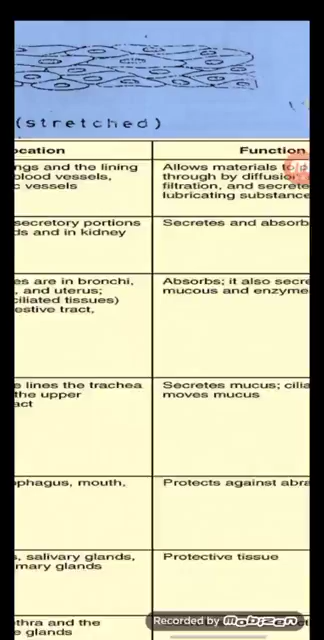 (stretched)
ocation
Function
ngs and the lining
blood vessels,
c vessels
Allows materials to
through by diffusion
filtration, and secrete
lubricating substance
secretory portions
ds and in kidney
Secretes and absorb
es are in bronchi,
, and uterus;
ciliated tissues)
estive tract,
Absorbs; it also secre
mucous and enzyme
e lines the trachea
the upper
act
Secretes mucus; cilia
moves mucus
ophagus, mouth,
Protects against abra
s, salivary glands,
mary glands
Protective tissue
thra and the
e glands
Recorded by mobizen